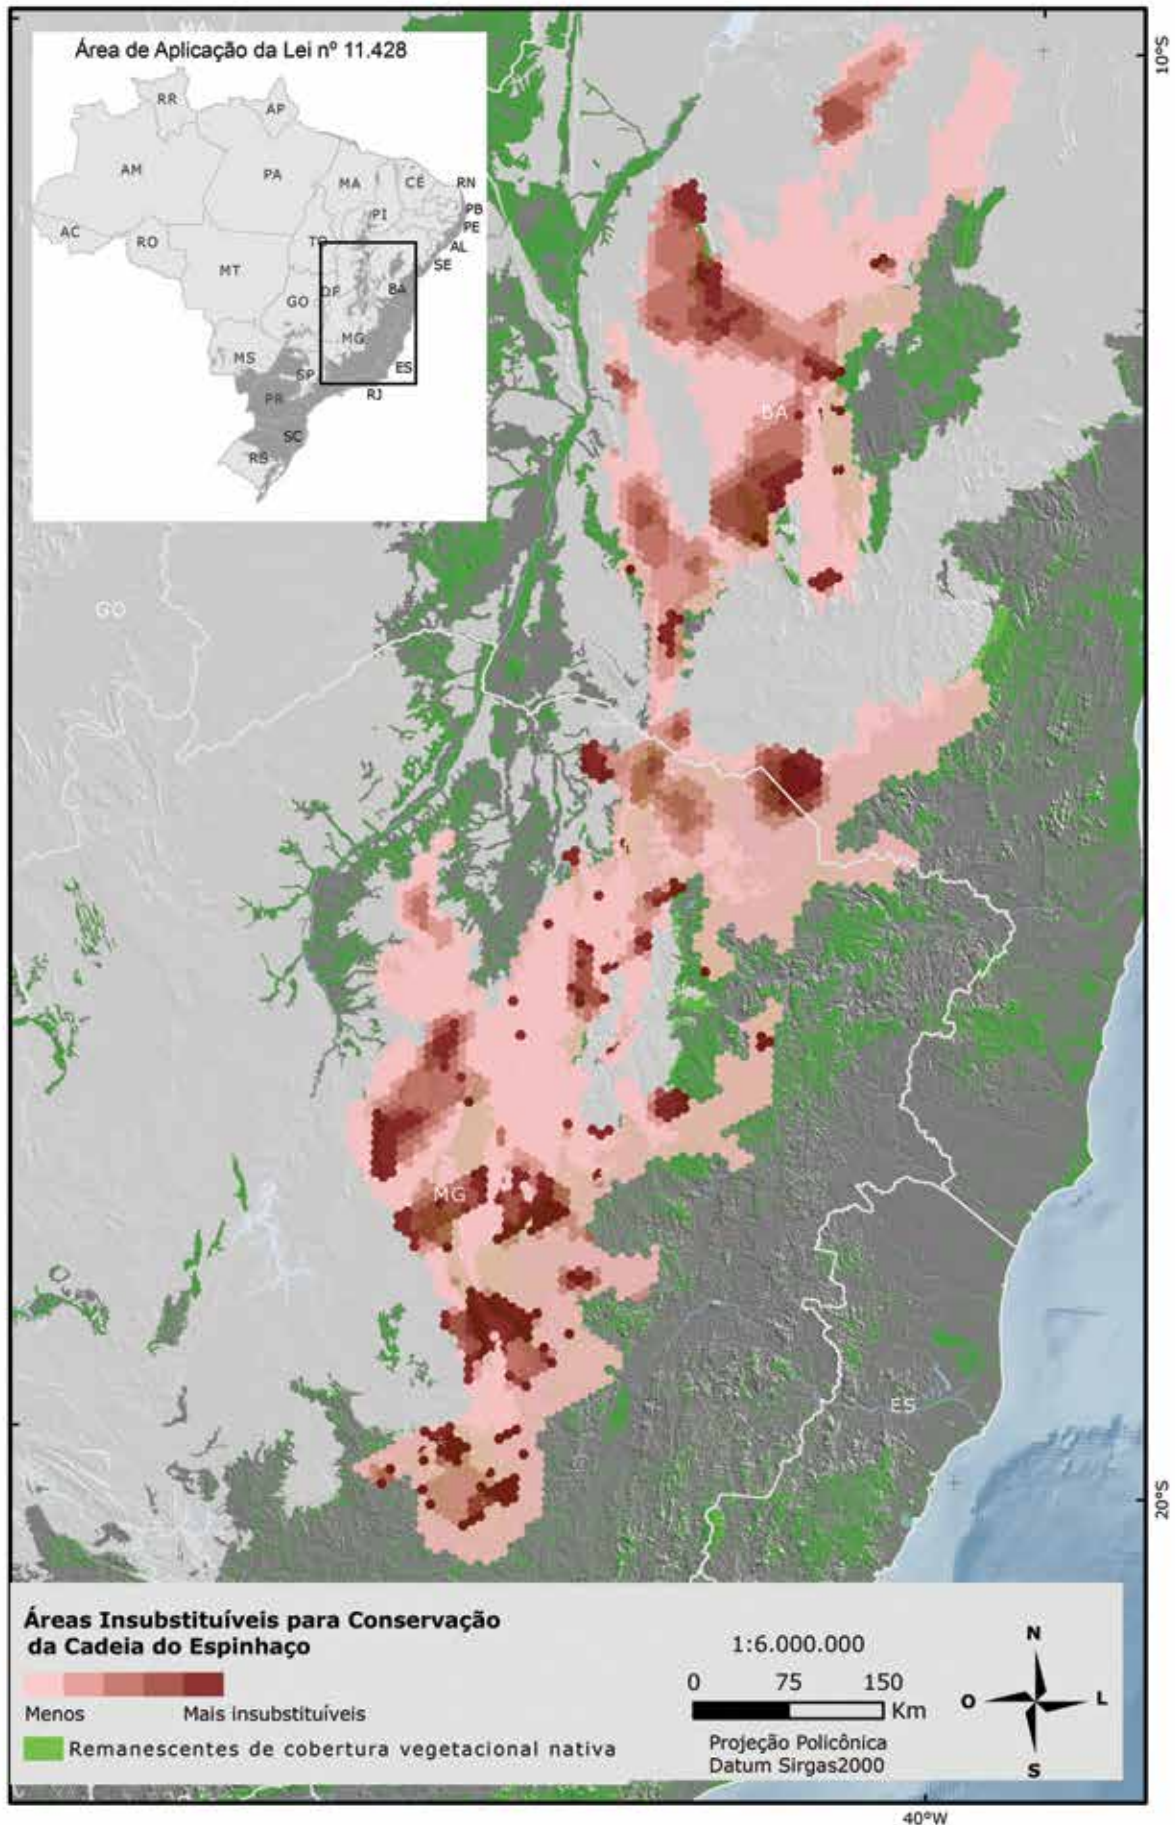 MA
Área de Aplicação da Lei nº 11.428
RR
AP
AM
PA
MA
CE
RN
PI
PB
PE
AC
RO
TO
AL
SE
MT
BA
GO
DF
MG
MS
ES
SP
RJ
PR
SC
RS
10°S
BA
GO
MG
ES
20°S
Áreas Insubstituíveis para Conservação
da Cadeia do Espinhaço
Menos
Mais insubstituíveis
Remanescentes de cobertura vegetacional nativa
1:6.000.000
0 75 150
Km
Projeção Policônica
Datum Sirgas2000
N
O
L
S
40°W